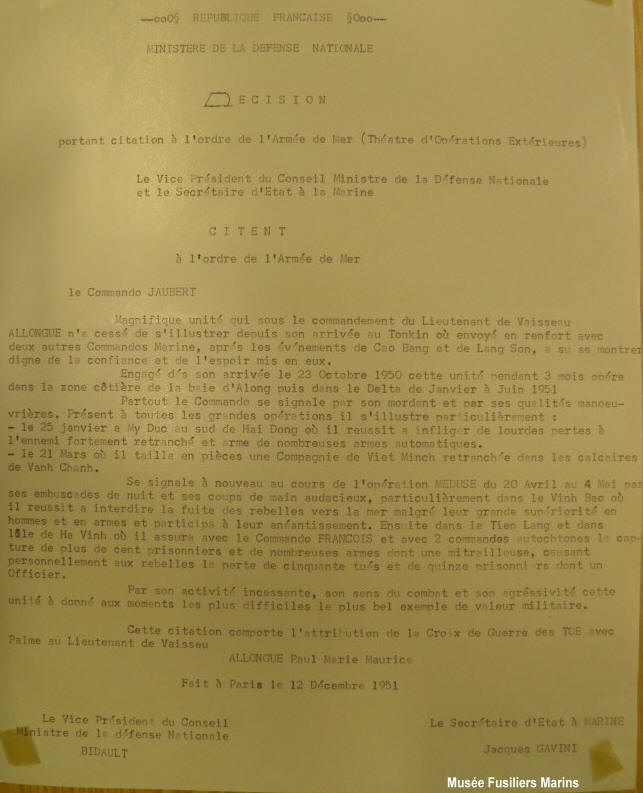 --oo0§ REPUBLIQUE FRANCAISE §0oo--
MINISTERE DE LA DEFENSE NATIONALE
DECISION
portant citation à l'ordre de l'Armée de Mer (Théatre d'Opérations Extérieures)
Le Vice Président du Conseil Ministre de la Défense Nationale
et le Secrétaire d'Etat à la Marine
CITENT
à l'ordre de l'Armée de Mer
le Commando JAUBERT
Magnifique unité qui sous le commandement du Lieutenant de Vaisseau
ALLONGUE n'a cessé de s'illustrer depuis son arrivée au Tonkin où envoyé en renfort avec
deux autres Commandos Marine, aprés les événements de Cao Bang et de Lang Son, a su se montrer
digne de la confiance et de l'espoir mis en eux.
Engagé dés son arrivée le 23 Octobre 1950 cette unité pendant 3 mois opére
dans la zone côtière de la baie d'Along puis dans le Delta de Janvier à Juin 1951
Partout le Commando se signale par son mordant et par ses qualités manoeu-
vrières. Présent à toutes les grandes opérations il s'illustre particulièrement :
- le 25 janvier a My Duc au sud de Hai Dong où il reussit a infliger de lourdes pertes à
l'ennemi fortement retranché et arme de nombreuses armes automatiques.
- le 21 Mars où il tailla en pièces une Compagnie de Viet Minch retranchée dans les calcaires
de Vanh Chanh.
Se signale à nouveau au cours de l'opération MEDUSE du 20 Avril au 4 Mai par
ses embuscades de nuit et ses coups de main audacieux, particulièrement dans le Vinh Bao où
il reussit a interdire la fuite des rebelles vers la mer malgré leur grande supériorité en
hommes et en armes et participa à leur anéantissement. Ensuite dans le Tien Lang et dans
l'île de Ha Vinh où il assura avec le Commando FRANCOIS et avec 2 commandes autochtones la cap-
ture de plus de cent prisonniers et de nombreuses armes dont une mitrailleuse, causant
personnellement aux rebelles la perte de cinquante tués et de quinze prisonniers dont un
Officier.
Par son activité incessante, son sens du combat et son agréssivité cette
unité à donné aux moments les plus difficiles le plus bel exemple de valeur militaire.
Cette citation comporte l'attribution de la Croix de Guerre des TOE avec
Palme au Lieutenant de Vaisseu
ALLONGUE Paul Marie Maurice
Fait à Paris le 12 Décembre 1951
Le Vice Président du Conseil
Ministre de la défense Nationale
BIDAULT
Le Secrétaire d'Etat à MARINE
Jacques GAVINI
Musée Fusiliers Marins